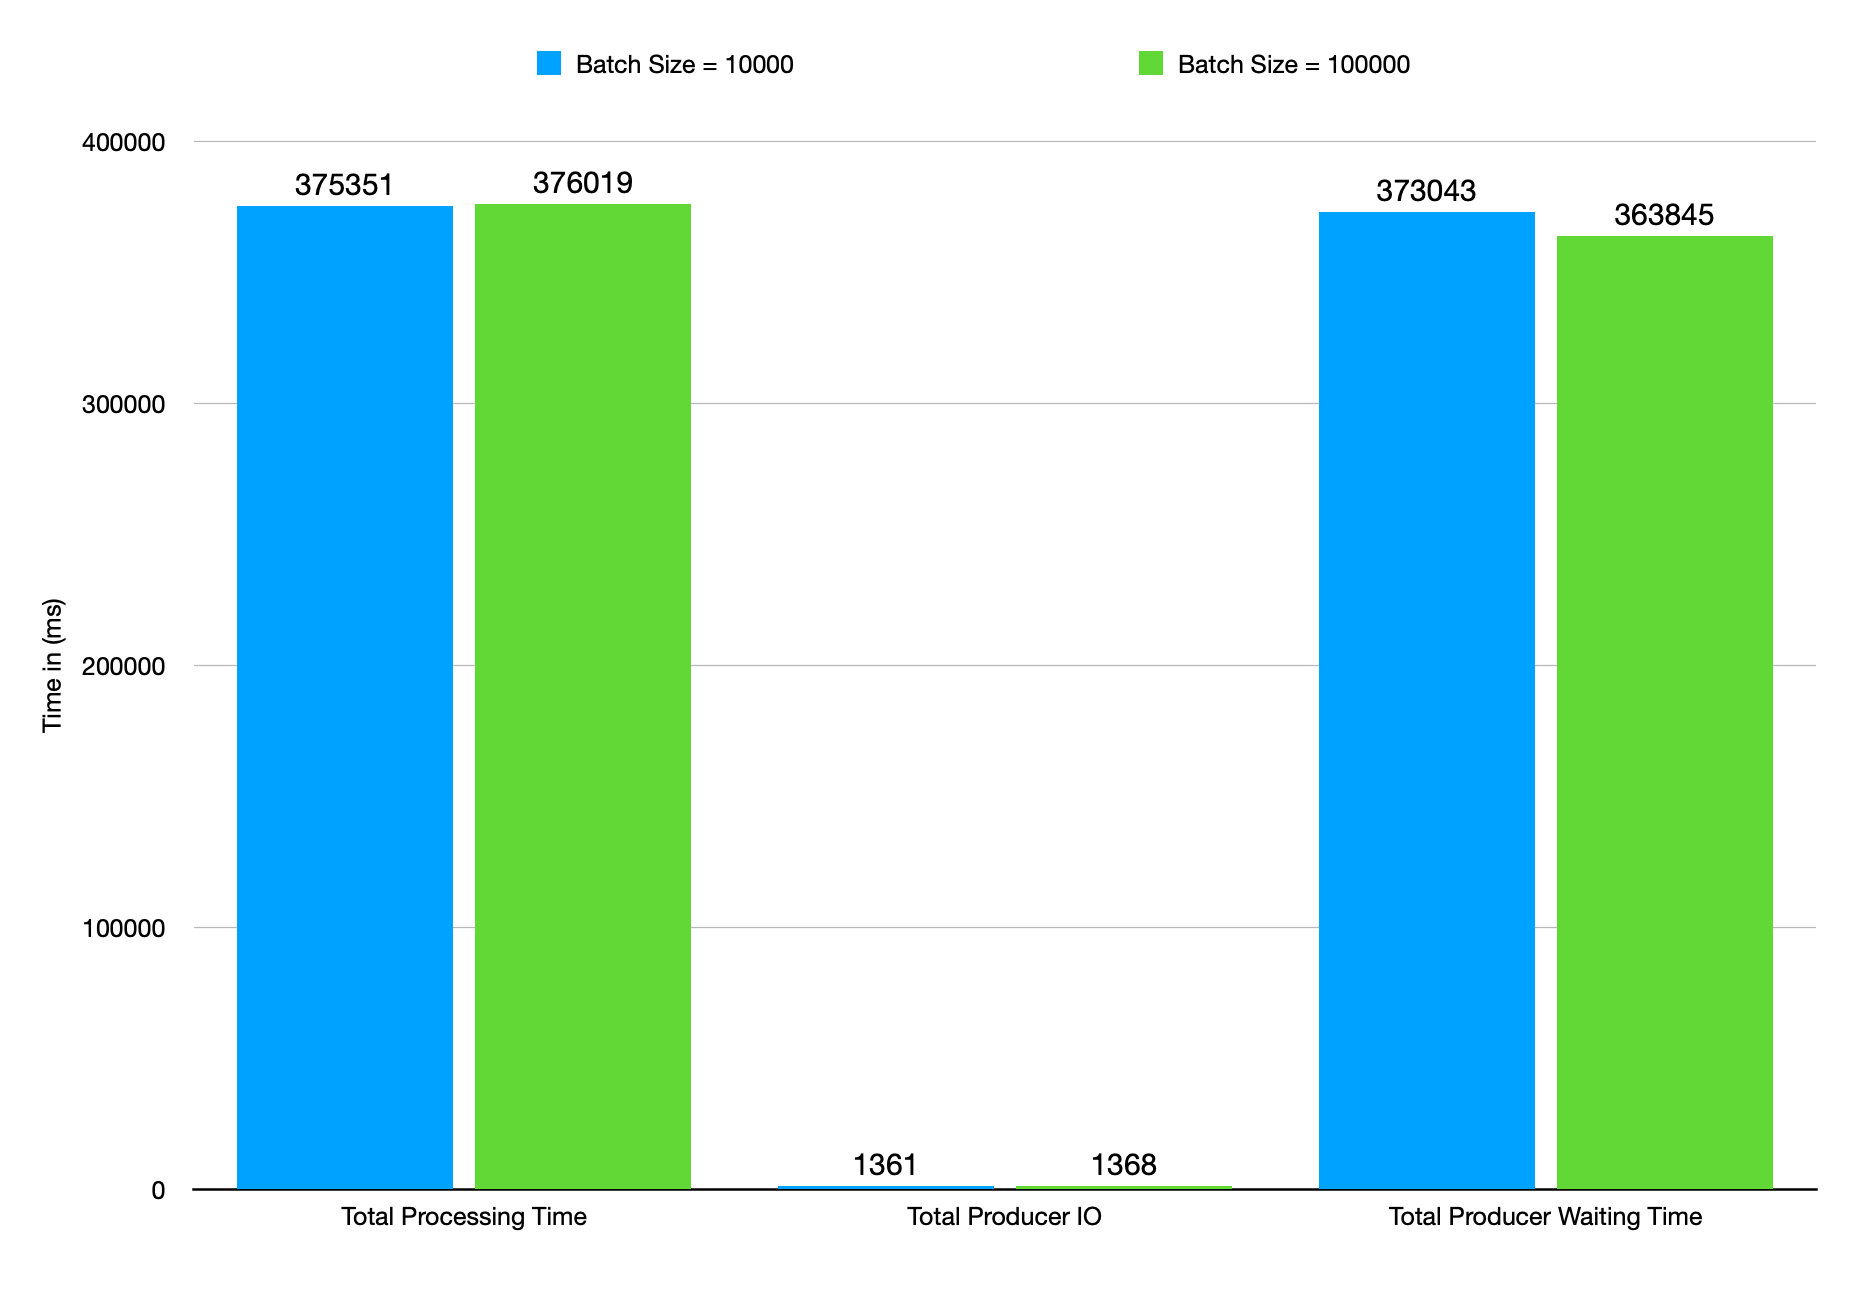 Batch Size = 10000
Batch Size = 100000
400000
300000
200000
100000
0
Time in (ms)
375351
376019
1361
1368
373043
363845
Total Processing Time
Total Producer IO
Total Producer Waiting Time